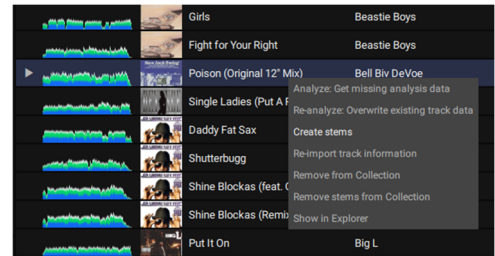 Girls Beastie Boys
Fight for Your Right Beastie Boys
Poison (Original 12" Mix) Bell Biv DeVoe
Analyze: Get missing analysis data
Single Ladies (Put A
Re-analyze: Overwrite existing track data
Daddy Fat Sax
Create stems
Shutterbugg
Re-import track information
Shine Blockas (feat.
Remove from Collection
Remove stems from Collection
Shine Blockas (Remix
Show in Explorer
Put It On Big L